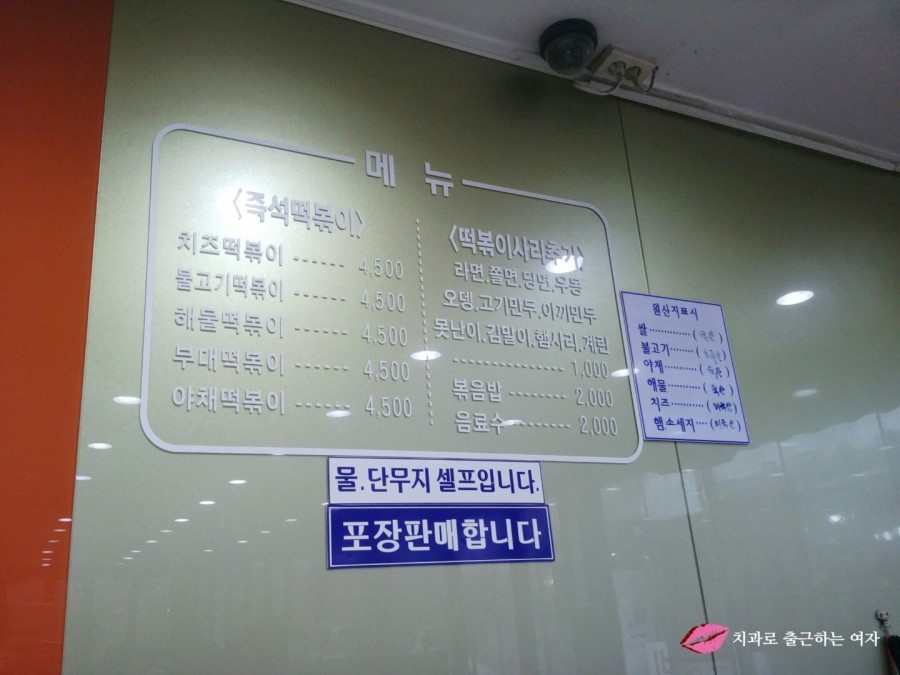 메 뉴
<즉석떡볶이>
치즈떡볶이 ------ 4,500
불고기떡볶이 ------ 4,500
해물떡볶이 ------ 4,500
부대떡볶이 ------ 4,500
야채떡볶이 ------ 4,500
<떡볶이사리추가>
라면.쫄면.당면.우동
오뎅.고기만두.야끼만두
못난이.김말이.햄사리.계란
-------------- 1,000
볶음밥 -------- 2,000
음료수 -------- 2,000
원산지표시
쌀 ............ ( )
불고기 ........ ( )
야채 .......... ( )
해물 .......... ( )
치즈 .......... ( )
햄.소세지 .... ( )
물.단무지 셀프입니다.
포장판매합니다
치과로 출근하는 여자